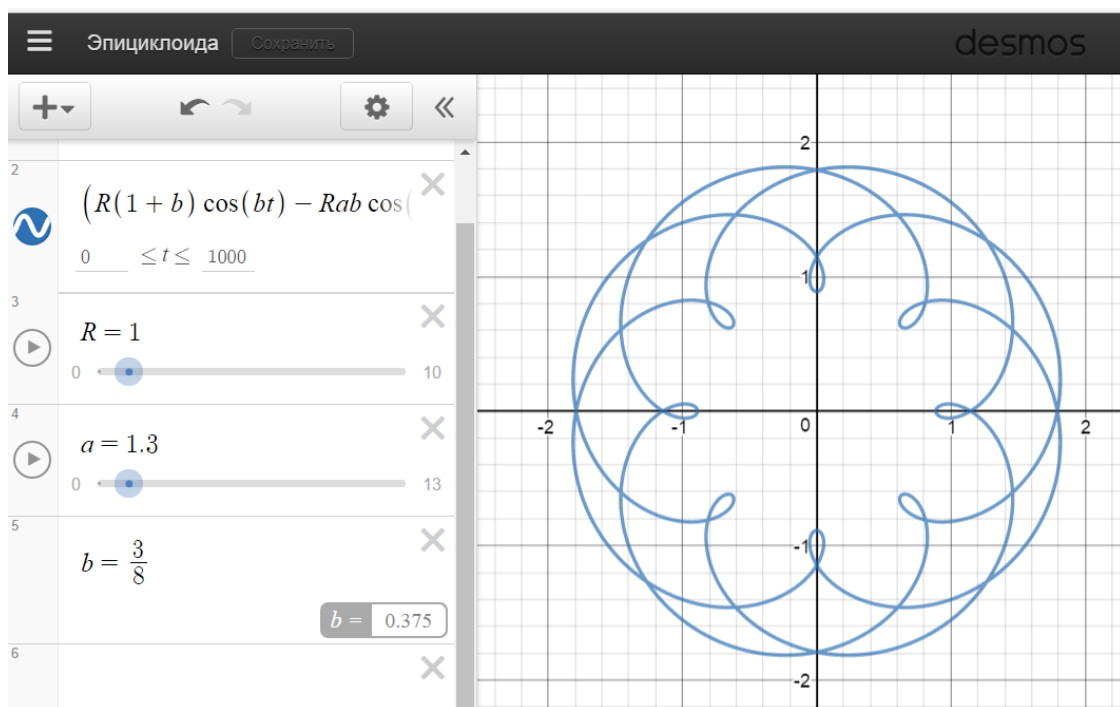 Эпициклоида Сохранить desmos
2
(R(1 + b) cos(bt) − Rab cos(
0 ≤ t ≤ 1000
3
R = 1
0 10
4
a = 1.3
0 13
5
b = 3/8
b = 0.375
6
2
1
-2 -1 0 1 2
-1
-2